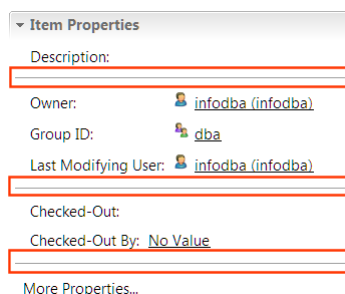 Item Properties
Description:
Owner: infodba (infodba)
Group ID: dba
Last Modifying User: infodba (infodba)
Checked-Out:
Checked-Out By: No Value
More Properties...